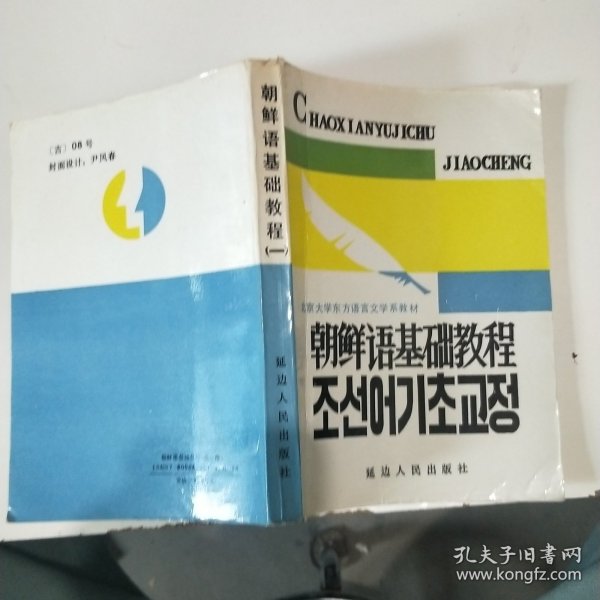 〔吉〕08号
封面设计：尹凤春
朝鲜语基础教程(一)
延边人民出版社
CHAOXIANYUJICHU
JIAOCHENG
北京大学东方语言文学系教材
朝鲜语基础教程
조선어기초교정
延边人民出版社
孔夫子旧书网
www.kongfz.com